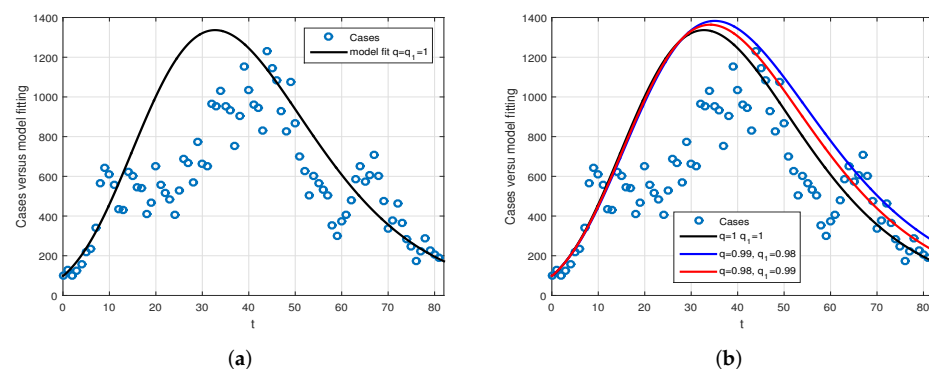 1400
1200
1000
800
600
400
200
0
Cases versus model fitting
0 10 20 30 40 50 60 70 80
t
Cases
model fit q=q₁=1
(a)
1400
1200
1000
800
600
400
200
0
Cases versus model fitting
0 10 20 30 40 50 60 70 80
t
Cases
q=1 q₁=1
q=0.99, q₁=0.98
q=0.98, q₁=0.99
(b)